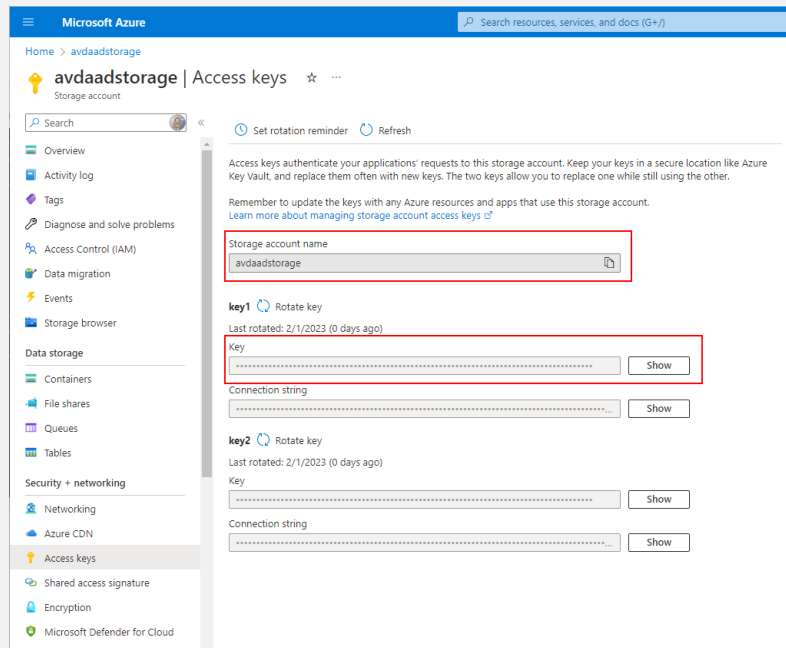 Microsoft Azure
Search resources, services, and docs (G+/)
Home > avdaadstorage
avdaadstorage | Access keys
Storage account
Search
Overview
Activity log
Tags
Diagnose and solve problems
Access Control (IAM)
Data migration
Events
Storage browser
Data storage
Containers
File shares
Queues
Tables
Security + networking
Networking
Azure CDN
Access keys
Shared access signature
Encryption
Microsoft Defender for Cloud
Set rotation reminder
Refresh
Access keys authenticate your applications' requests to this storage account. Keep your keys in a secure location like Azure
Key Vault, and replace them often with new keys. The two keys allow you to replace one while still using the other.
Remember to update the keys with any Azure resources and apps that use this storage account.
Learn more about managing storage account access keys
Storage account name
avdaadstorage
key1 Rotate key
Last rotated: 2/1/2023 (0 days ago)
Key
Show
Connection string
Show
key2 Rotate key
Last rotated: 2/1/2023 (0 days ago)
Key
Show
Connection string
Show